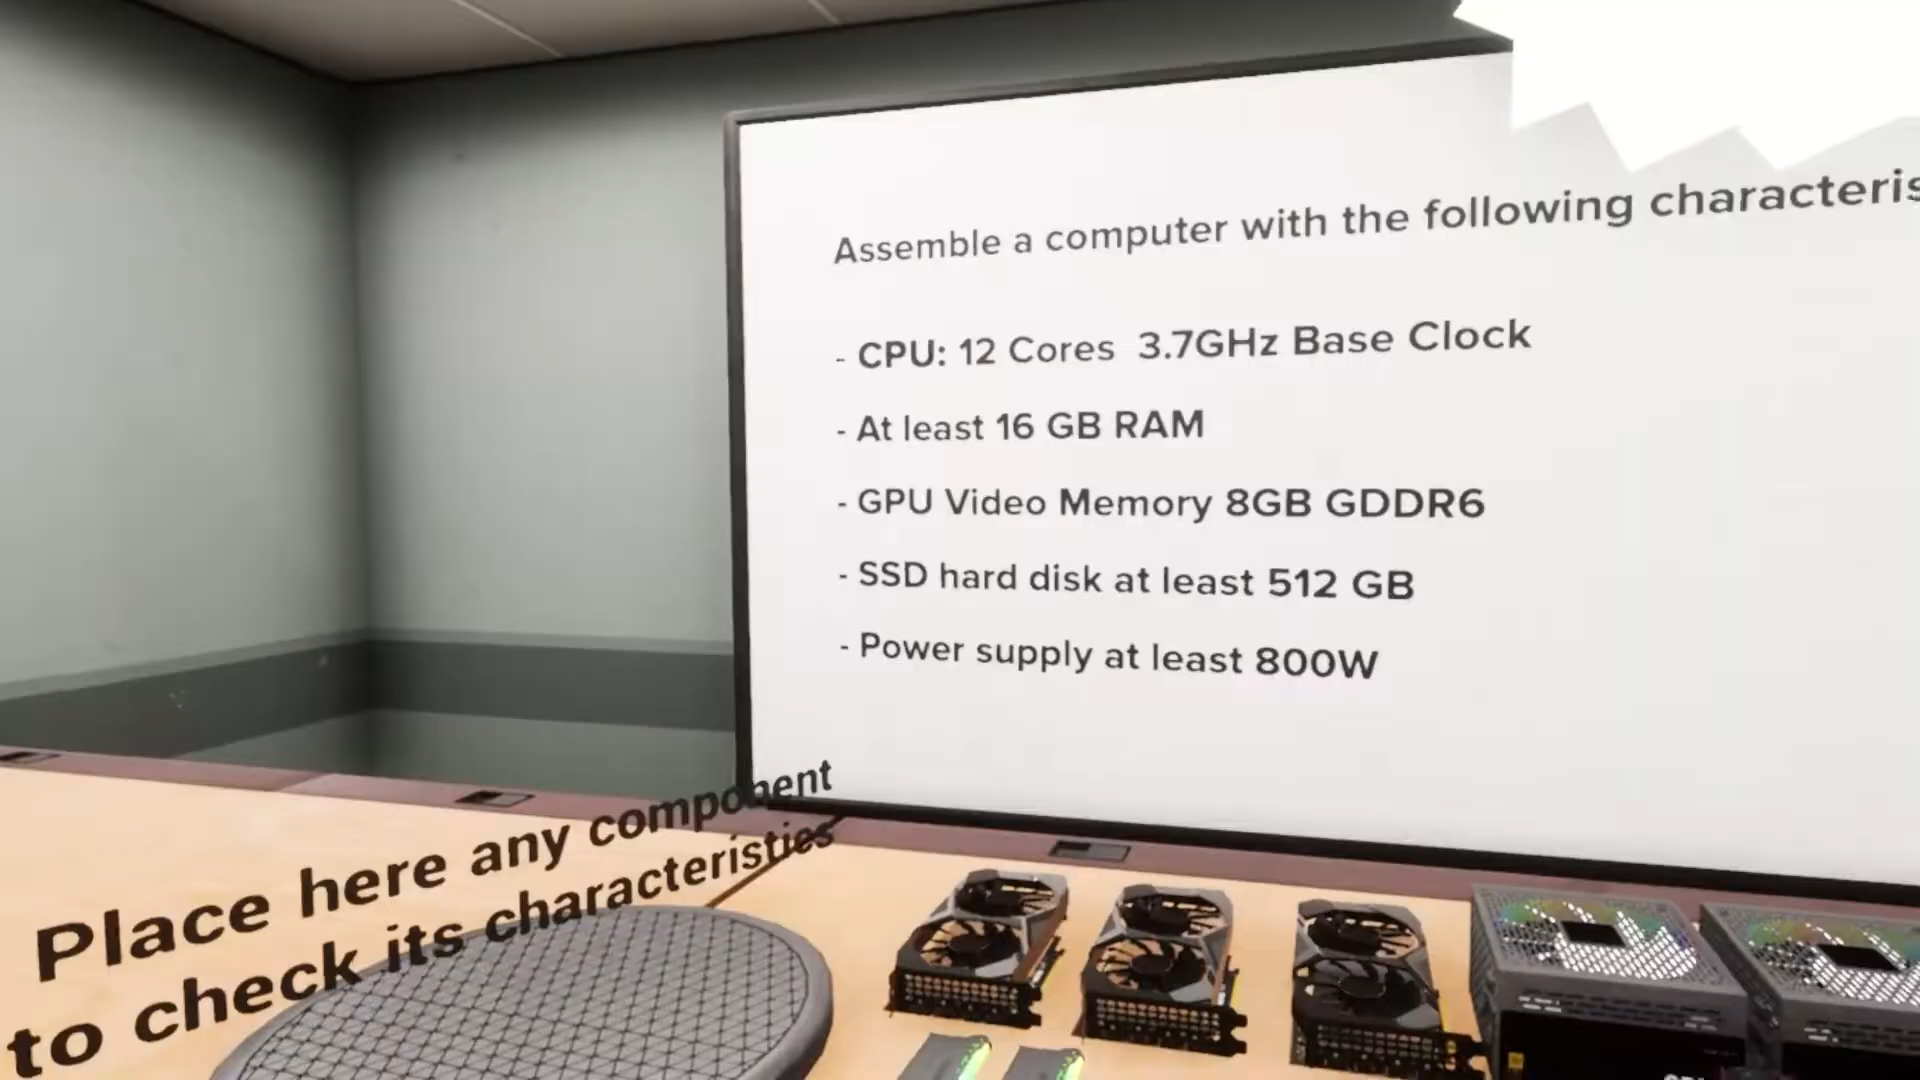 Assemble a computer with the following
- CPU: 12 Cores 3.7GHz Base Clock
- At least 16 GB RAM
- GPU Video Memory 8GB GDDR6
- SSD hard disk at least 512 GB
- Power supply at least 800W
Place here any component
to check its characteristics